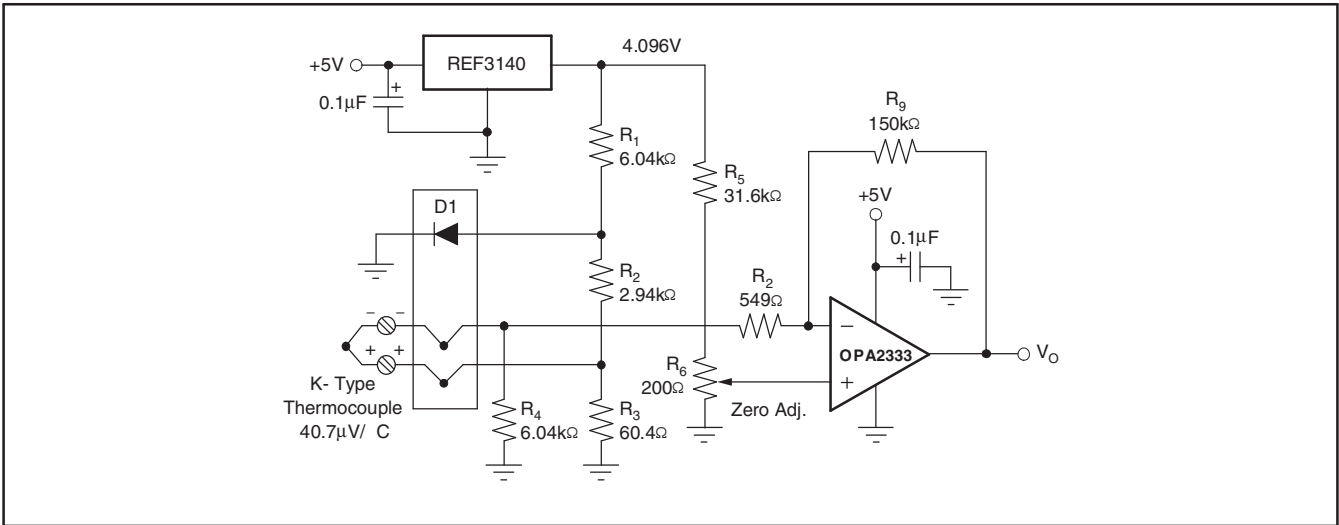 +5V
REF3140
4.096V
+
0.1µF
R1
6.04kΩ
R5
31.6kΩ
R9
150kΩ
+5V
0.1µF
+
D1
R2
2.94kΩ
R2
549Ω
− −
+ +
K- Type
Thermocouple
40.7µV/ C
R4
6.04kΩ
R3
60.4Ω
R6
200Ω
Zero Adj.
−
OPA2333
+
VO